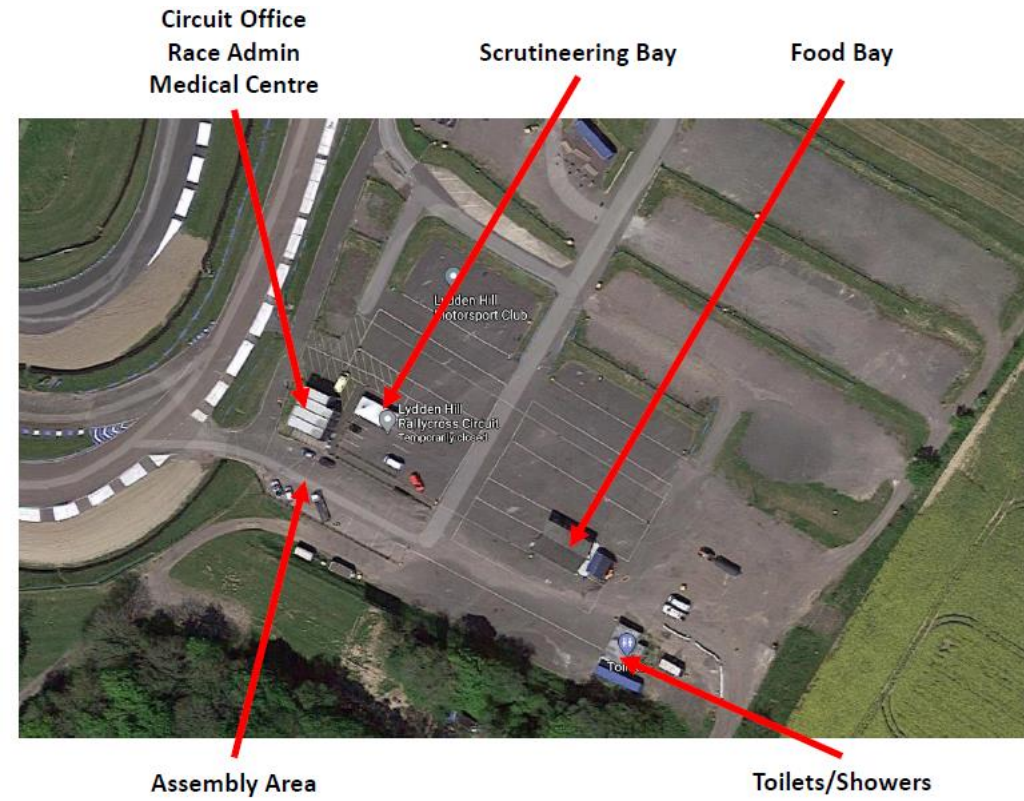 Circuit Office
Race Admin
Medical Centre
Scrutineering Bay
Food Bay
Lydden Hill
Motorsport Club
Lydden Hill
Rallycross Circuit
Temporarily closed
Toilets
Assembly Area
Toilets/Showers